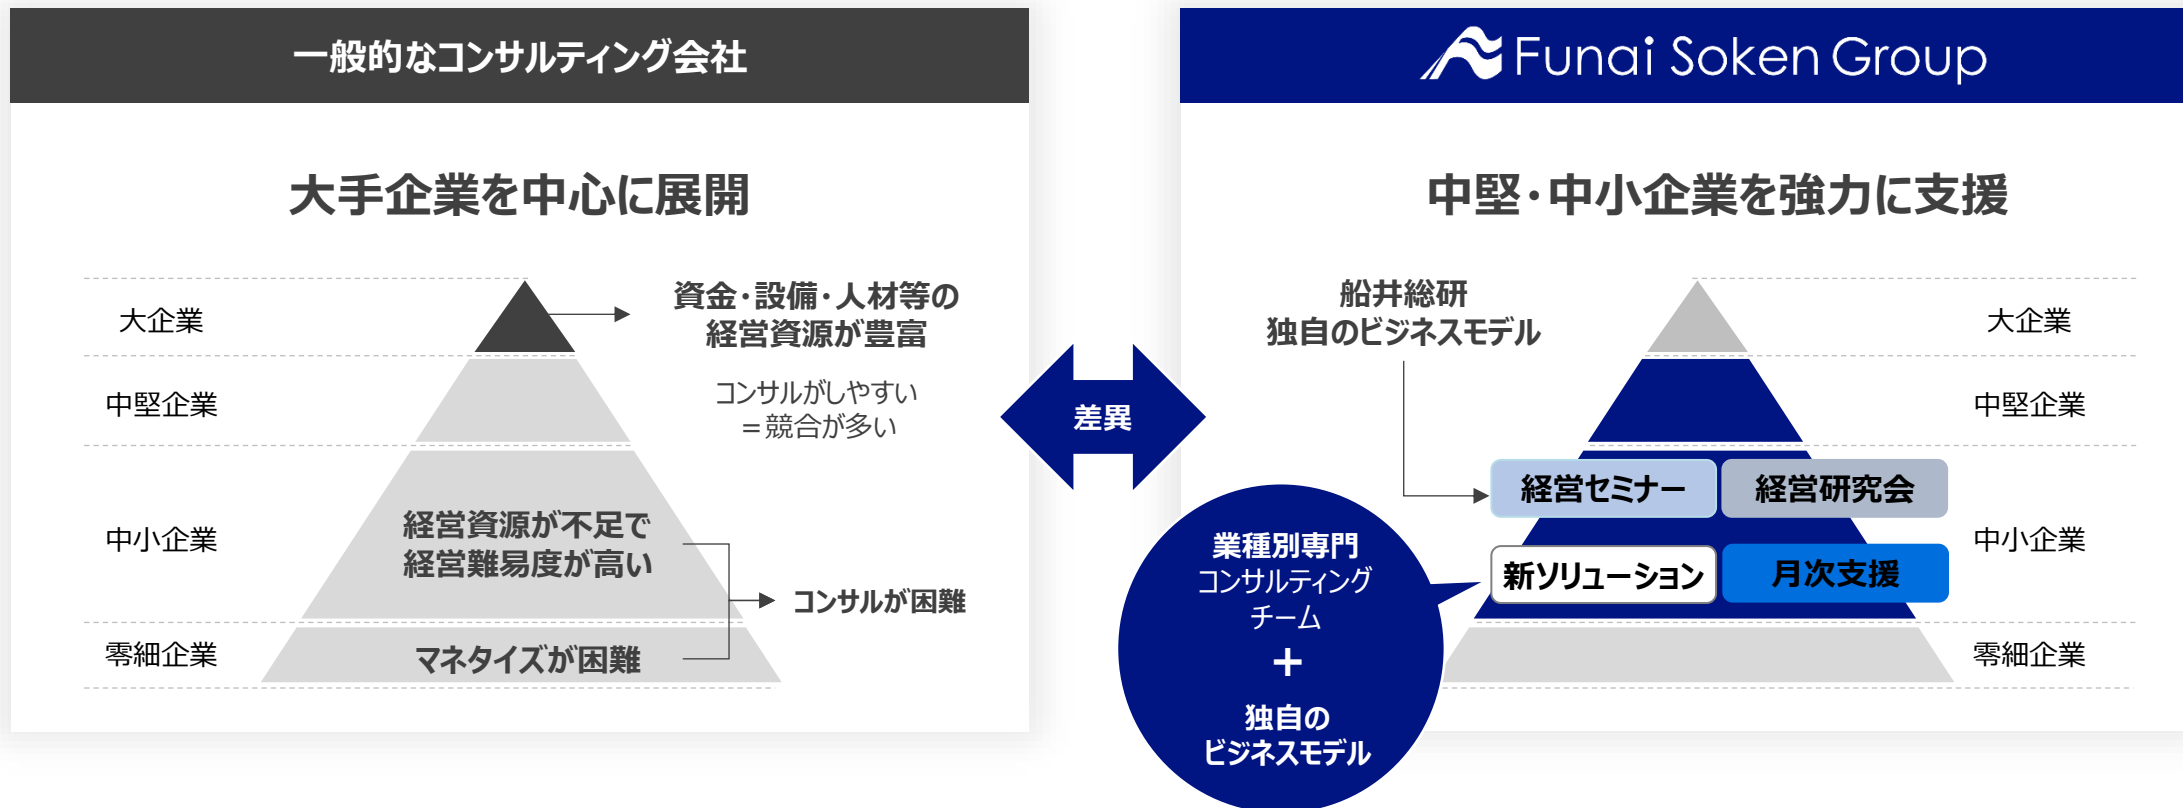 一般的なコンサルティング会社
大手企業を中心に展開
大企業
中堅企業
中小企業
零細企業
資金・設備・人材等の
経営資源が豊富
コンサルがしやすい
＝競合が多い
経営資源が不足で
経営難易度が高い
マネタイズが困難
コンサルが困難
差異
Funai Soken Group
中堅・中小企業を強力に支援
船井総研
独自のビジネスモデル
大企業
中堅企業
中小企業
零細企業
経営セミナー
経営研究会
新ソリューション
月次支援
業種別専門
コンサルティング
チーム
＋
独自の
ビジネスモデル